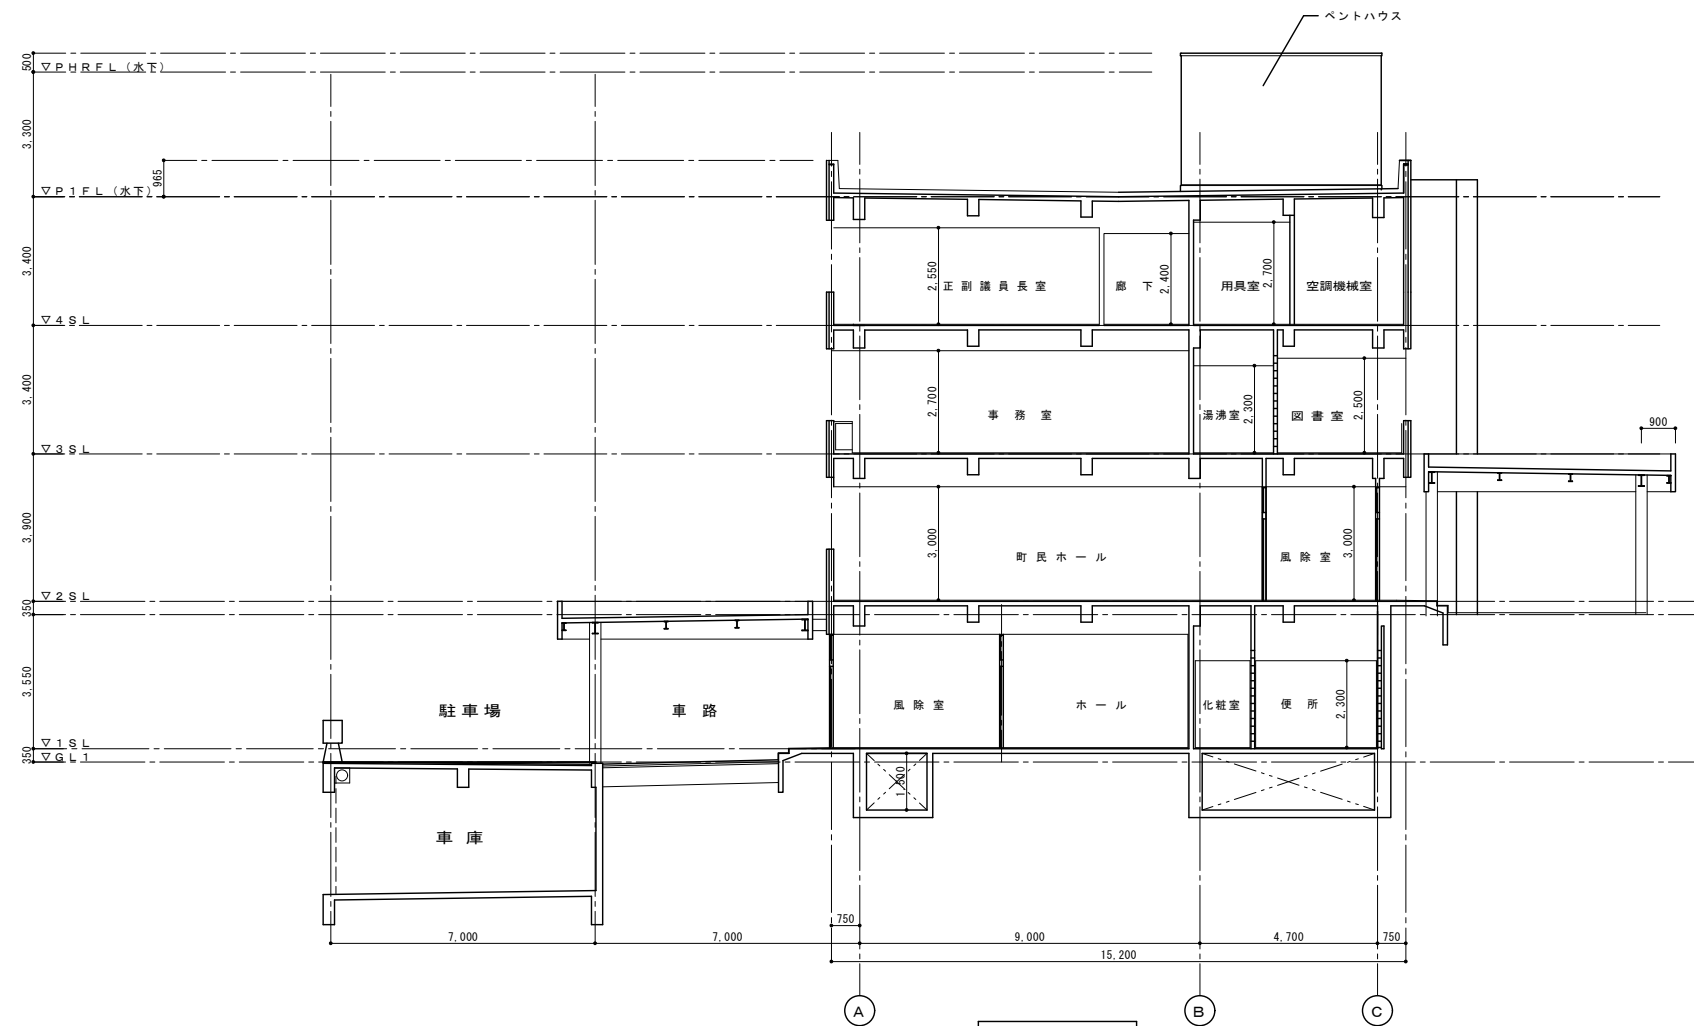 ペントハウス
500
▽PHRFL（水下）
3,300
965
▽P1FL（水下）
3,400
2,550
正副議員長室
廊下
2,400
用具室
2,700
空調機械室
▽4SL
3,400
2,700
事務室
湯沸室
2,300
図書室
2,500
900
▽3SL
3,900
3,000
町民ホール
風除室
3,000
▽2SL
350
3,550
駐車場
車路
風除室
ホール
化粧室
便所
2,300
▽1SL
350
▽GL1
車庫
750
7,000
7,000
9,000
4,700
750
15,200
A
B
C